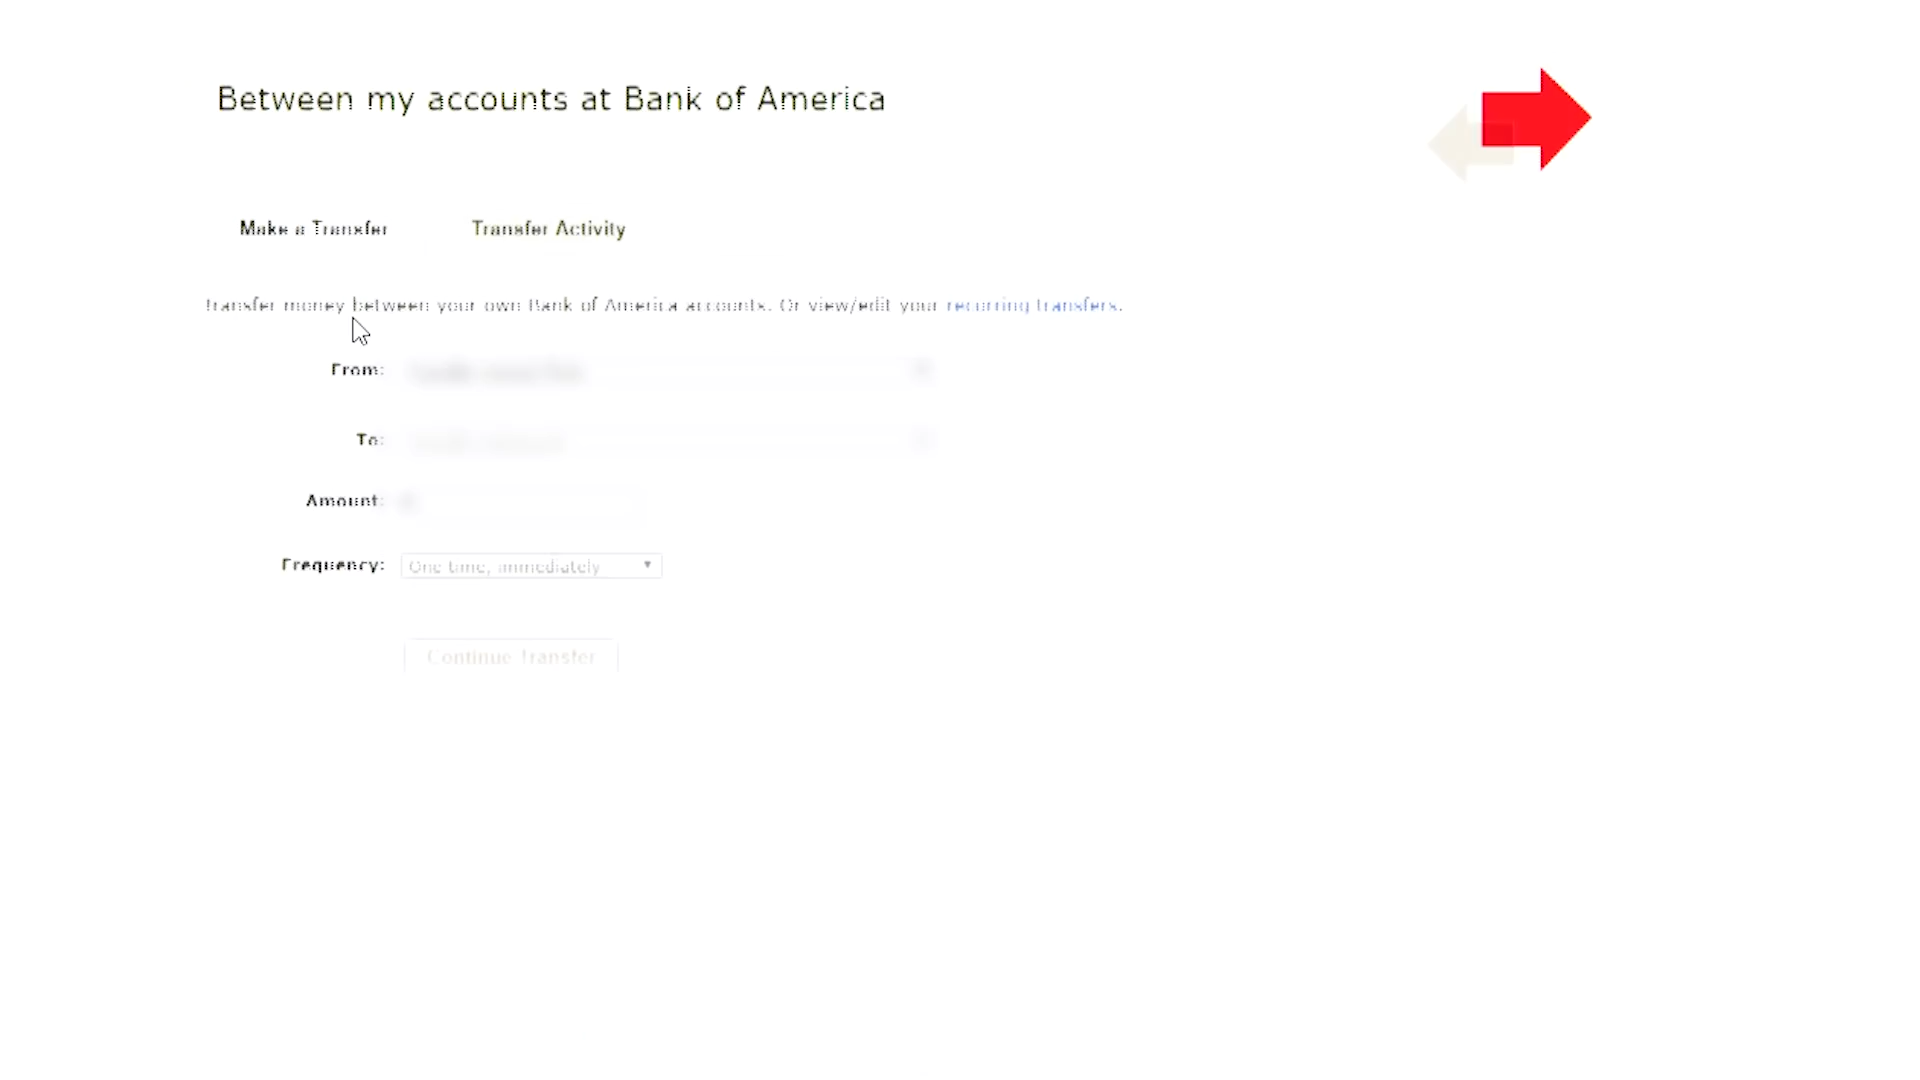 Between my accounts at Bank of America
Make a Transfer Transfer Activity
Transfer money between your own Bank of America accounts. Or view/edit your recurring transfers.
From:
To:
Amount:
Frequency: One time, immediately
Continue Transfer